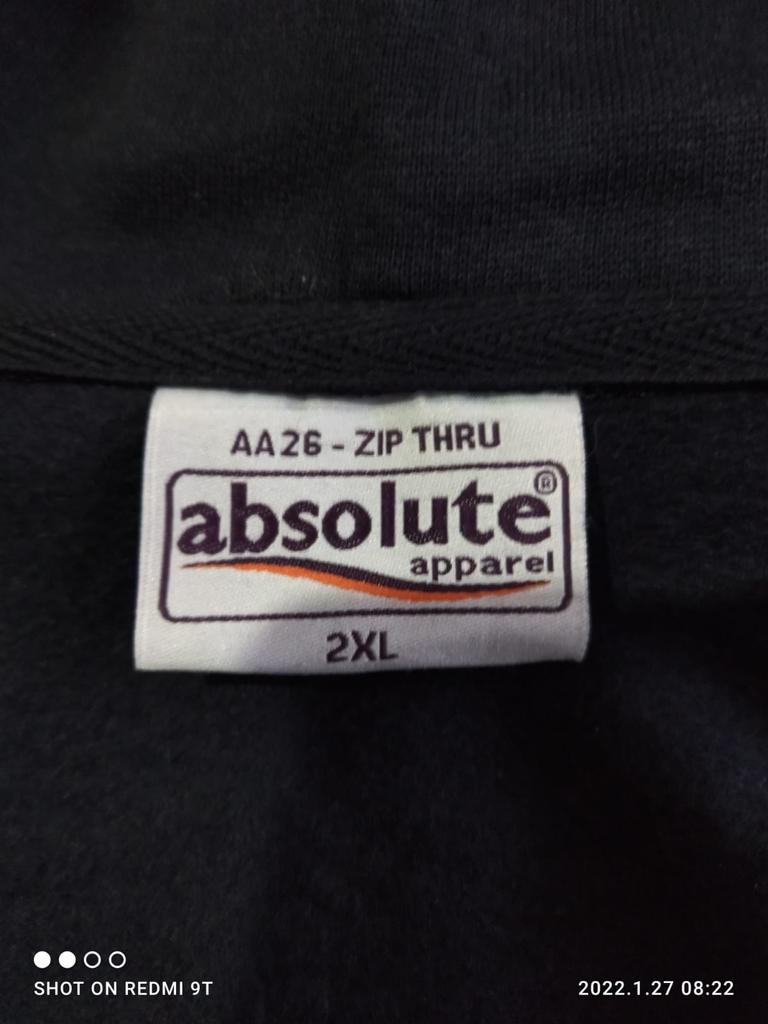 AA26 - ZIP THRU
absolute®
apparel
2XL
SHOT ON REDMI 9T
2022.1.27 08:22